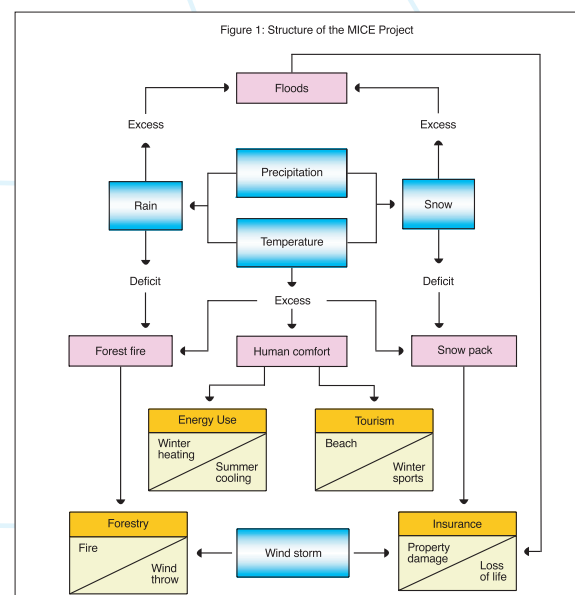 Figure 1: Structure of the MICE Project
Floods
Excess
Excess
Precipitation
Rain
Snow
Temperature
Deficit
Excess
Deficit
Forest fire
Human comfort
Snow pack
Energy Use
Winter
heating
Summer
cooling
Tourism
Beach
Winter
sports
Forestry
Fire
Wind
throw
Wind storm
Insurance
Property
damage
Loss
of life